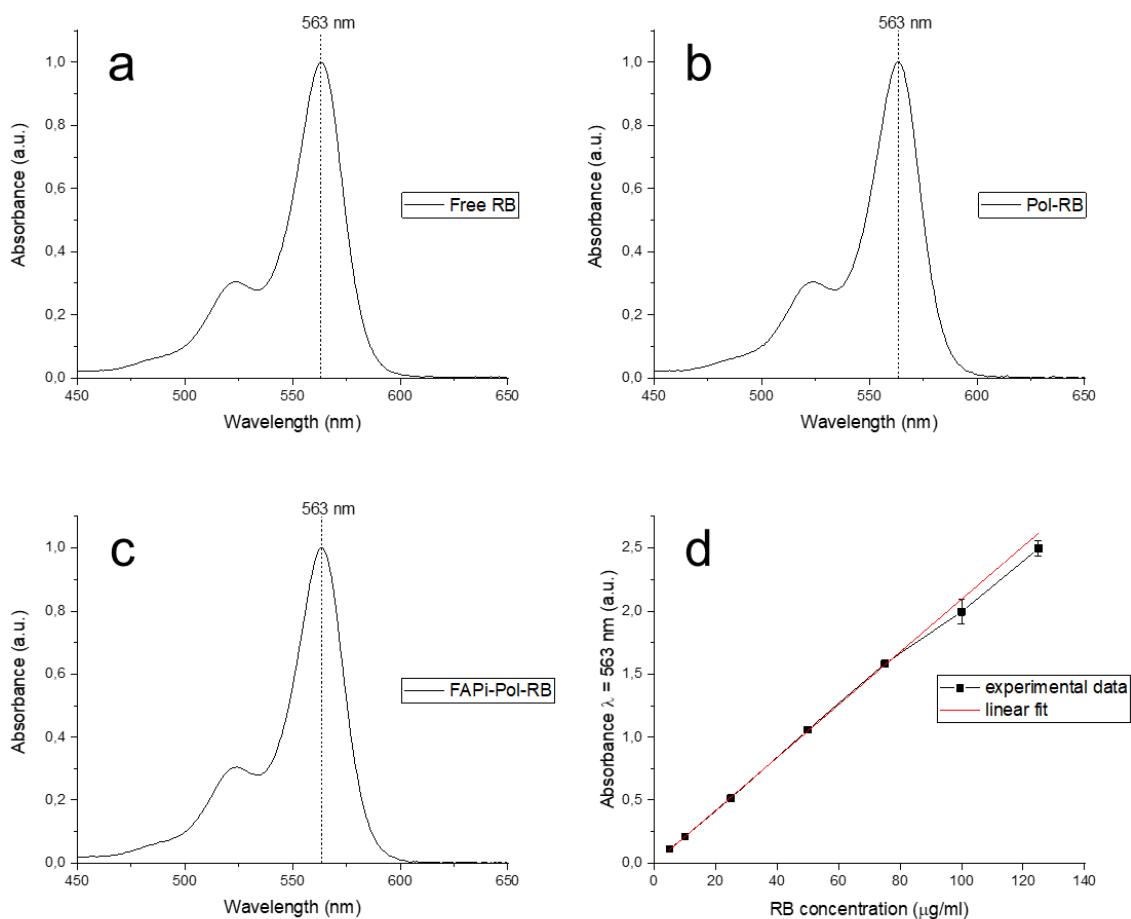 563 nm
a
Absorbance (a.u.)
1,0
0,8
0,6
0,4
0,2
0,0
Free RB
450 500 550 600 650
Wavelength (nm)
563 nm
b
Absorbance (a.u.)
1,0
0,8
0,6
0,4
0,2
0,0
Pol-RB
450 500 550 600 650
Wavelength (nm)
563 nm
c
Absorbance (a.u.)
1,0
0,8
0,6
0,4
0,2
0,0
FAPi-Pol-RB
450 500 550 600 650
Wavelength (nm)
d
Absorbance λ = 563 nm (a.u.)
2,5
2,0
1,5
1,0
0,5
0,0
experimental data
linear fit
0 20 40 60 80 100 120 140
RB concentration (μg/ml)